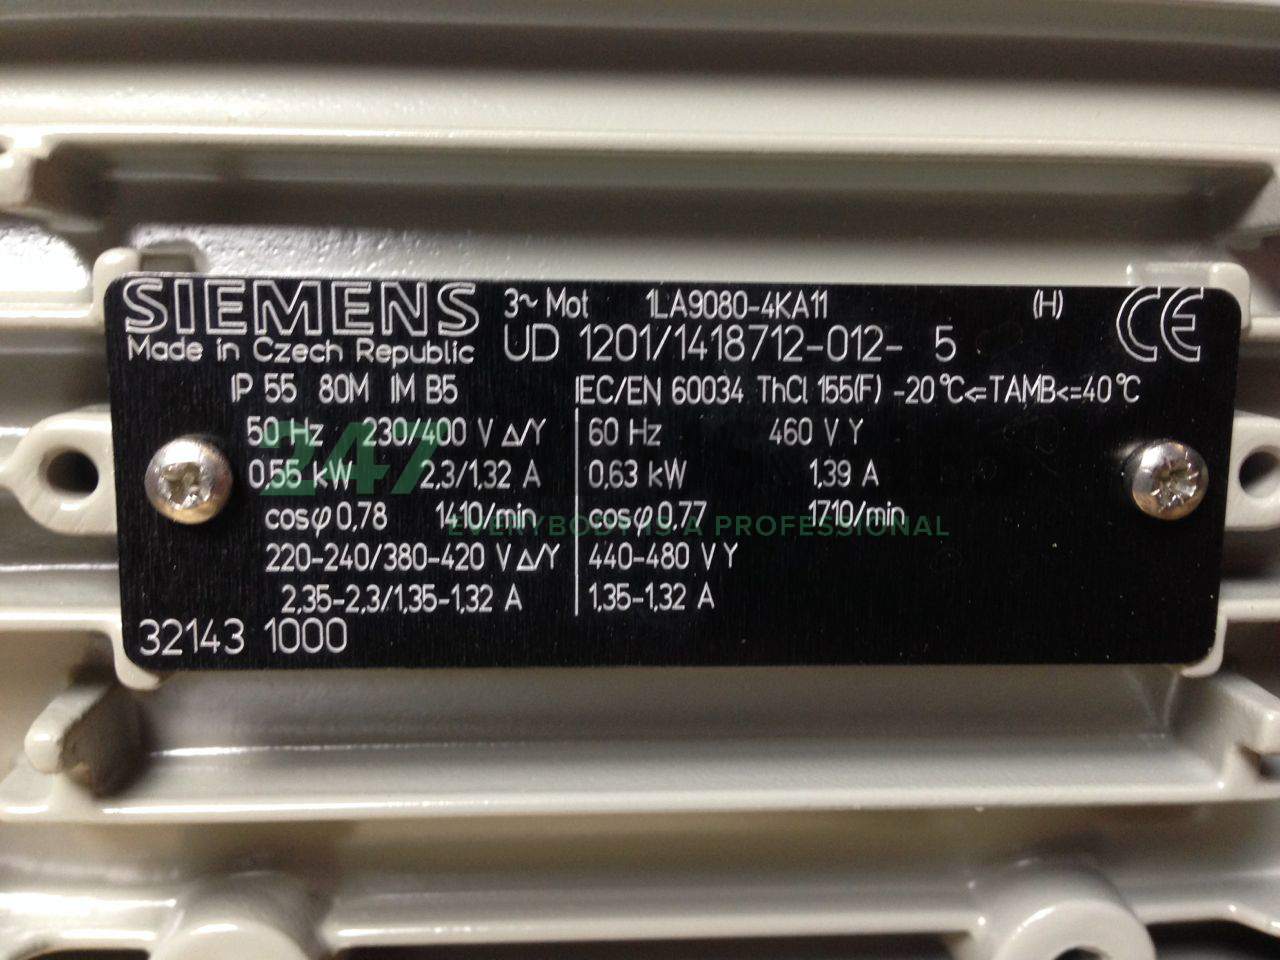 SIEMENS 3~ Mot 1LA9080-4KA11 (H) CE
Made in Czech Republic UD 1201/1418712-012- 5
IP 55 80M IM B5 IEC/EN 60034 ThCl 155(F) -20°C<=TAMB<=40°C
50 Hz 230/400 V Δ/Y 60 Hz 460 V Y
0,55 kW 2,3/1,32 A 0,63 kW 1,39 A
cosφ 0,78 1410/min cosφ 0,77 1710/min
220-240/380-420 V Δ/Y 440-480 V Y
2,35-2,3/1,35-1,32 A 1,35-1,32 A
32143 1000
247
EVERYBODY IS A PROFESSIONAL